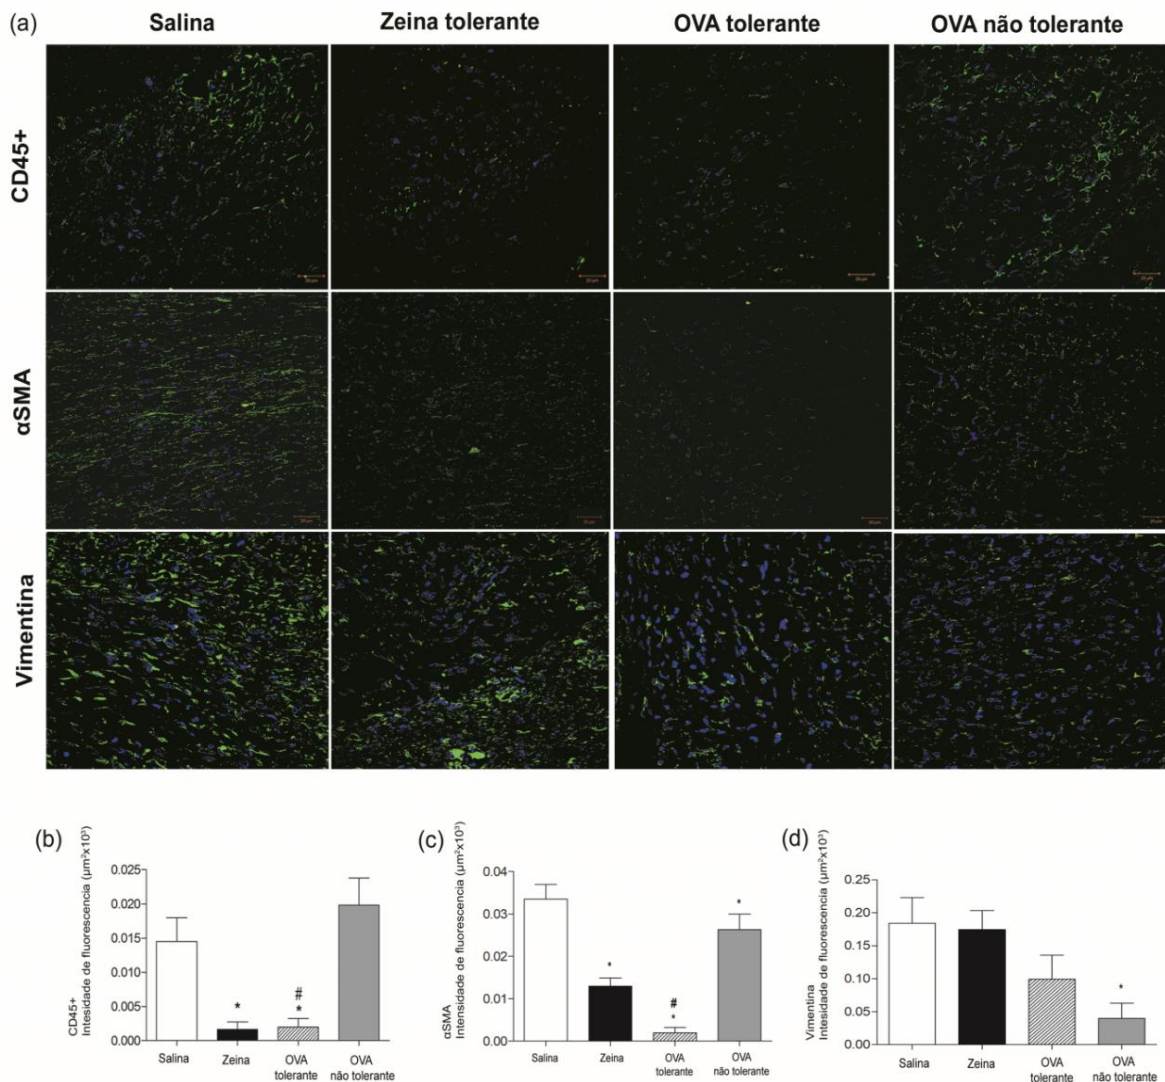 (a)
Salina
Zeina tolerante
OVA tolerante
OVA não tolerante
CD45+
αSMA
Vimentina
(b)
CD45+
Intesidade de fluorescencia (µm²x10³)
0.025
0.020
0.015
0.010
0.005
0.000
*
#
*
Salina
Zeina
OVA
tolerante
OVA
não tolerante
(c)
αSMA
Intensidade de fluorescencia (µm²x10³)
0.04
0.03
0.02
0.01
0.00
*
#
*
*
Salina
Zeina
OVA
tolerante
OVA
não tolerante
(d)
Vimentina
Intesidade de fluorescencia (µm²x10³)
0.25
0.20
0.15
0.10
0.05
0.00
*
Salina
Zeina
OVA
tolerante
OVA
não tolerante